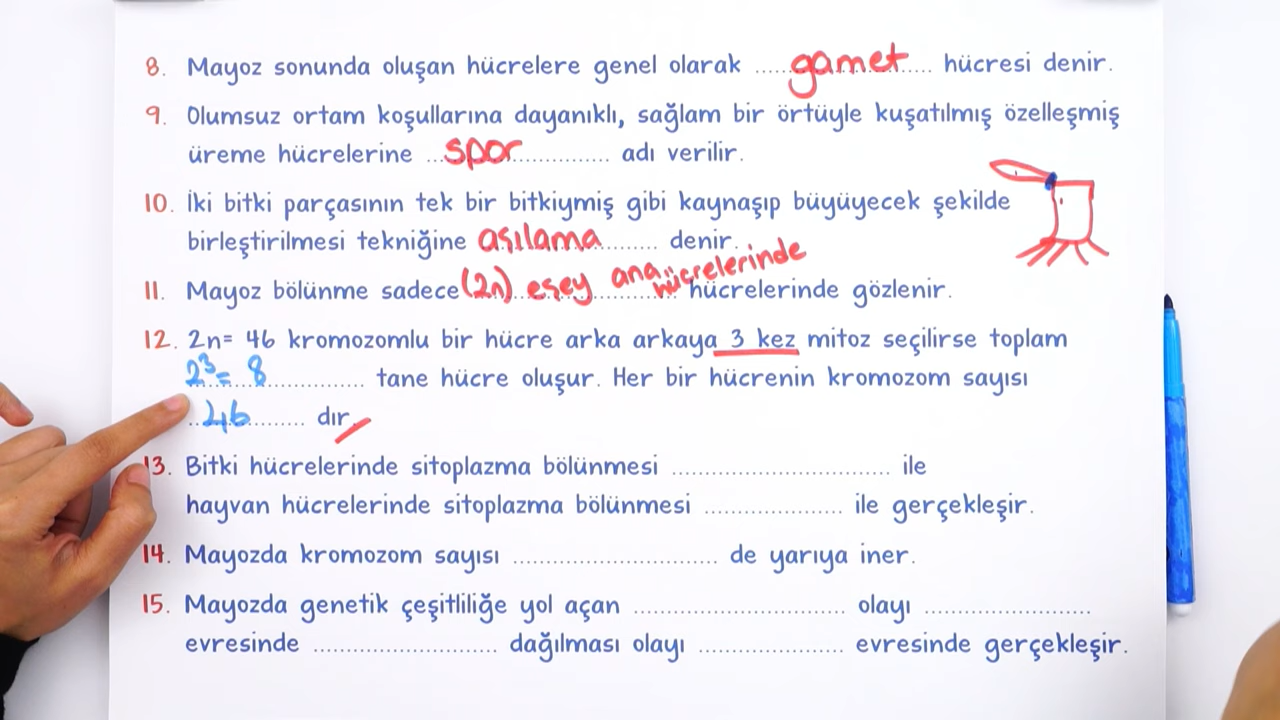 8. Mayoz sonunda oluşan hücrelere genel olarak ..... gamet ..... hücresi denir.
9. Olumsuz ortam koşullarına dayanıklı, sağlam bir örtüyle kuşatılmış özelleşmiş
üreme hücrelerine ... spor ............ adı verilir.
10. İki bitki parçasının tek bir bitkiymiş gibi kaynaşıp büyüyecek şekilde
birleştirilmesi tekniğine aşılama ........ denir.
11. Mayoz bölünme sadece (2n) eşey ana hücrelerinde hücrelerinde gözlenir.
12. 2n= 46 kromozomlu bir hücre arka arkaya 3 kez mitoz seçilirse toplam
2³= 8 .............. tane hücre oluşur. Her bir hücrenin kromozom sayısı
..46........ dır.
13. Bitki hücrelerinde sitoplazma bölünmesi ............................... ile
hayvan hücrelerinde sitoplazma bölünmesi .................... ile gerçekleşir.
14. Mayozda kromozom sayısı ............................. de yarıya iner.
15. Mayozda genetik çeşitliliğe yol açan .............................. olayı ........................
evresinde .......................... dağılması olayı ..................... evresinde gerçekleşir.